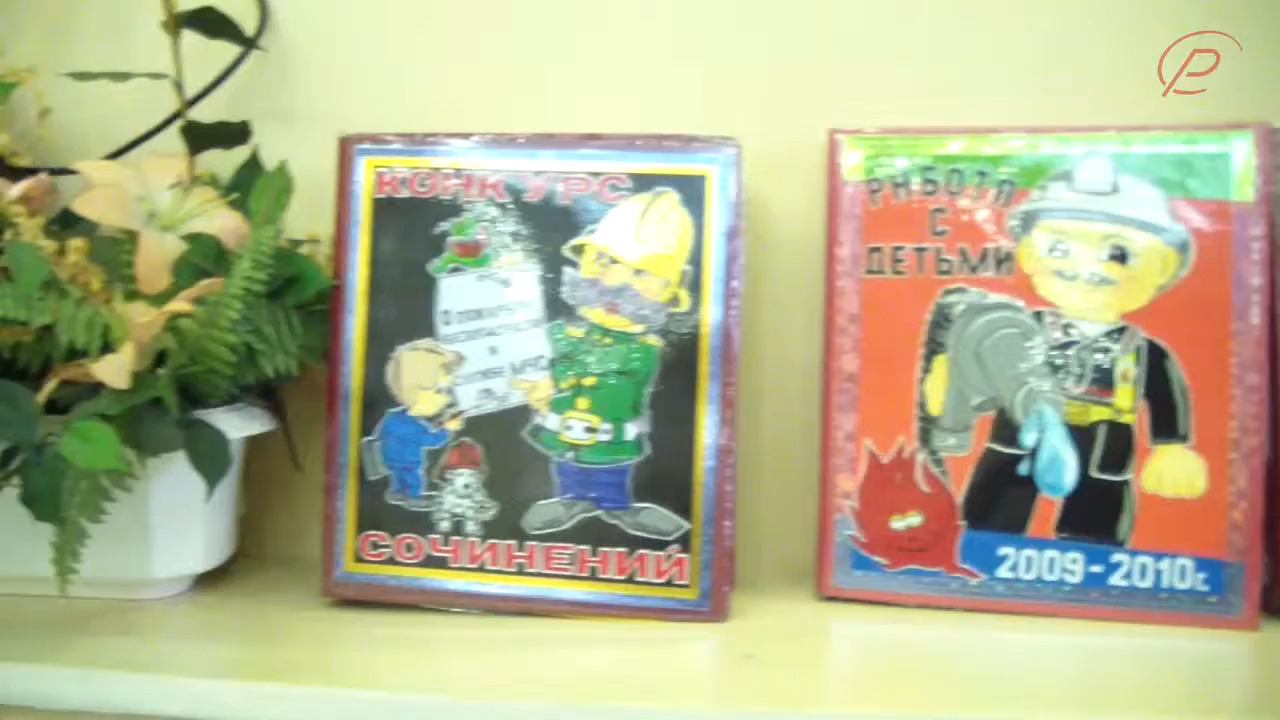 КОНКУРС
О
И
СОЧИНЕНИЙ
РАБОТА
С
ДЕТЬМИ
2009-2010г.